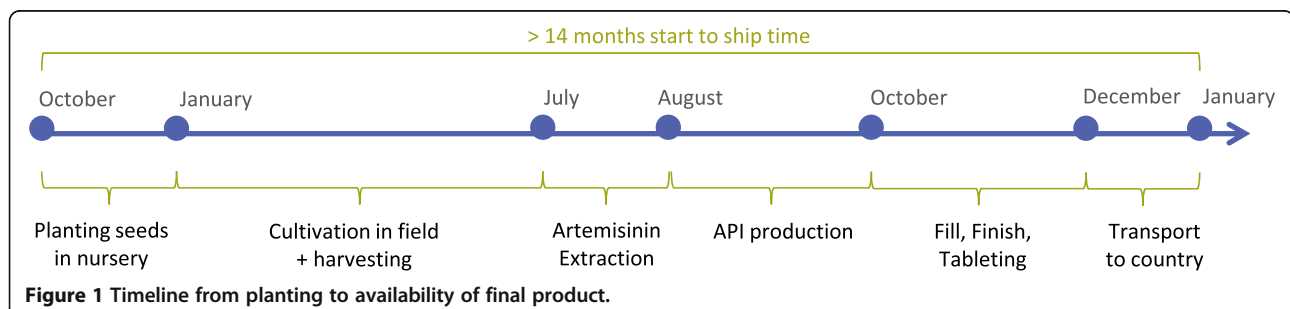 > 14 months start to ship time
October January July August October December January
Planting seeds
in nursery
Cultivation in field
+ harvesting
Artemisinin
Extraction
API production
Fill, Finish,
Tableting
Transport
to country
Figure 1 Timeline from planting to availability of final product.